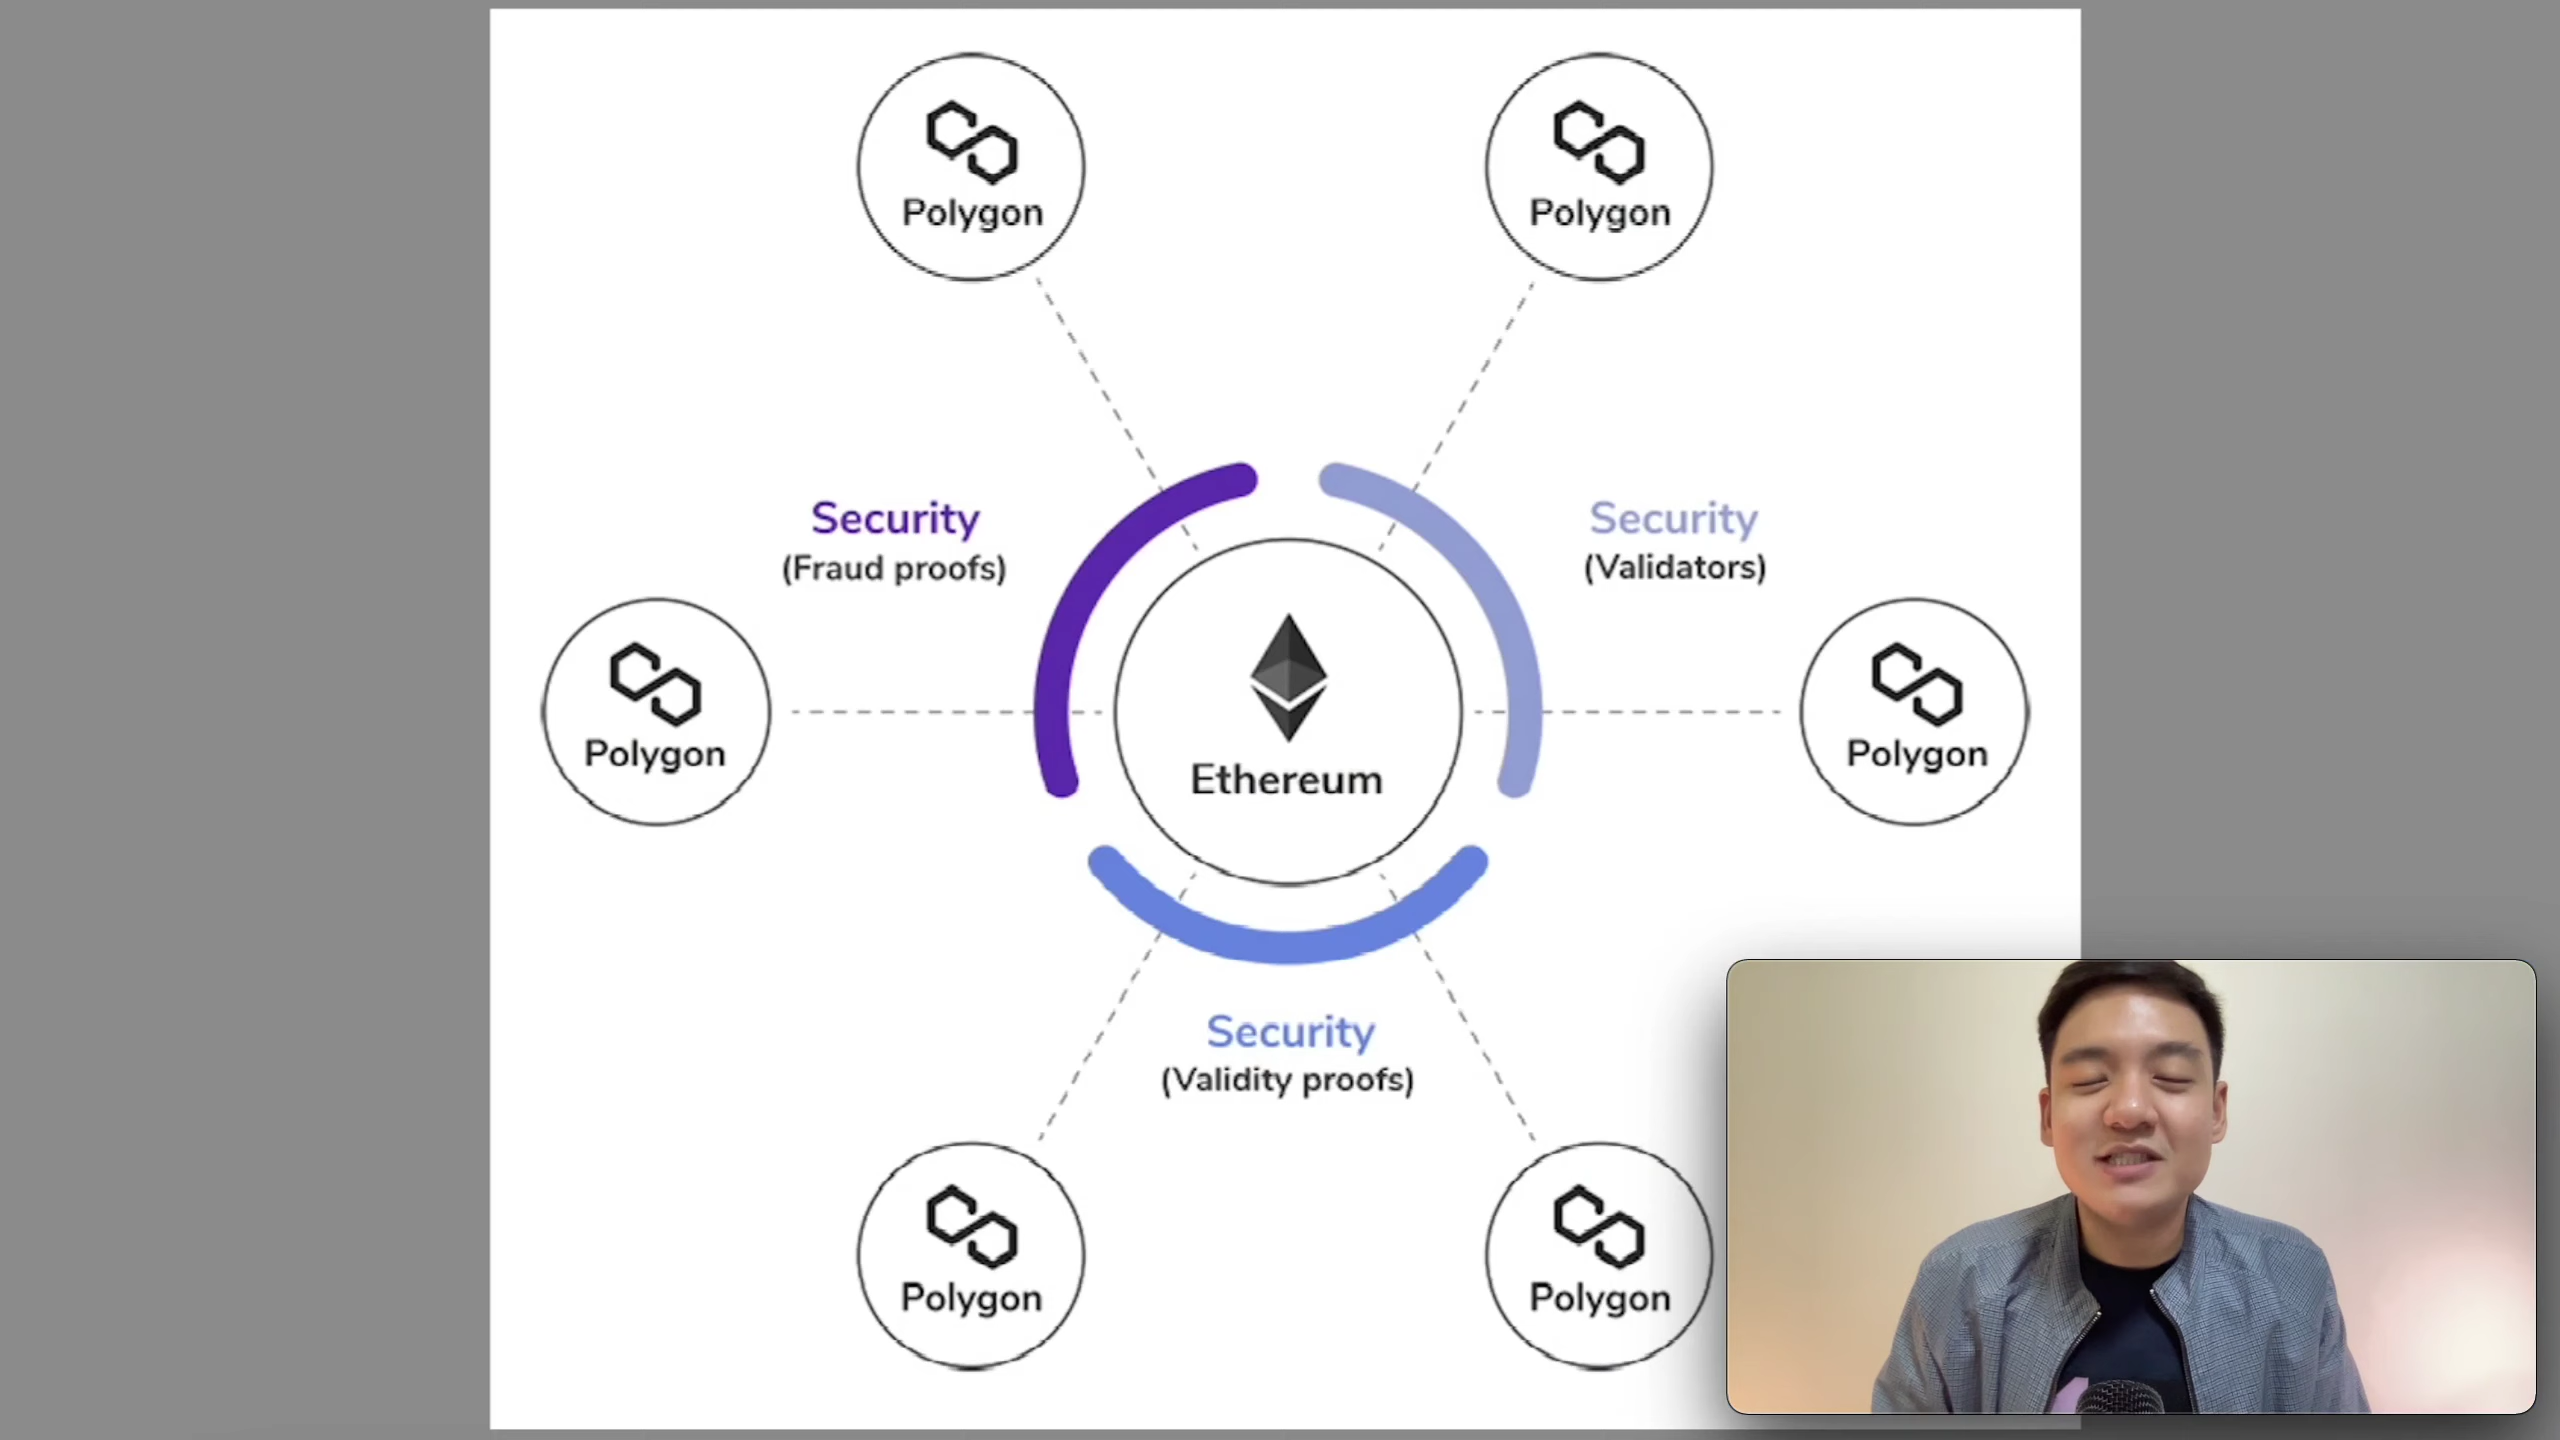 Polygon
Polygon
Security
(Fraud proofs)
Security
(Validators)
Polygon
Ethereum
Polygon
Security
(Validity proofs)
Polygon
Polygon